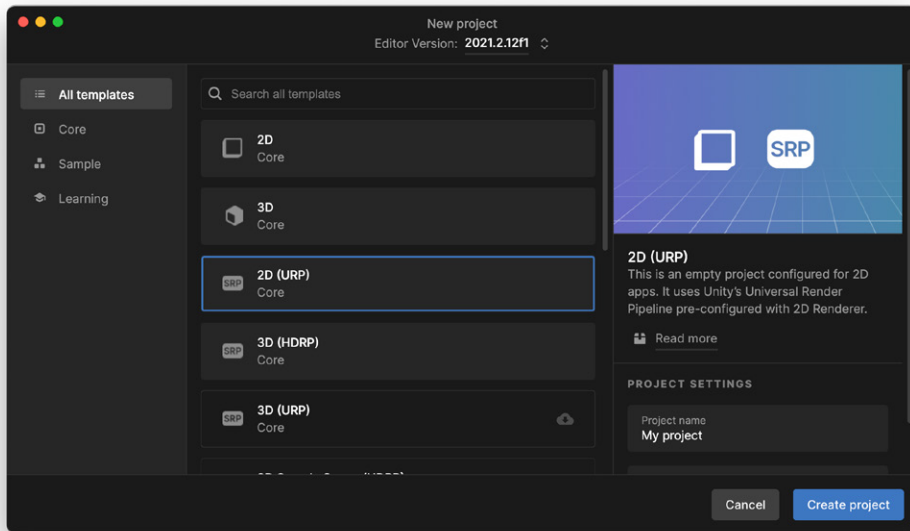 New project
Editor Version: 2021.2.12f1
All templates
Core
Sample
Learning
Search all templates
2D
Core
3D
Core
SRP
2D (URP)
Core
SRP
3D (HDRP)
Core
SRP
3D (URP)
Core
SRP
2D (URP)
This is an empty project configured for 2D
apps. It uses Unity's Universal Render
Pipeline pre-configured with 2D Renderer.
Read more
PROJECT SETTINGS
Project name
My project
Cancel
Create project